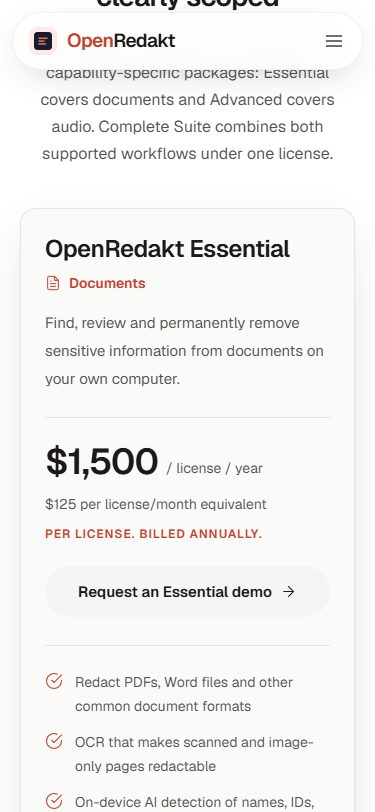 clearly scoped
OpenRedakt
capability-specific packages: Essential
covers documents and Advanced covers
audio. Complete Suite combines both
supported workflows under one license.
OpenRedakt Essential
Documents
Find, review and permanently remove
sensitive information from documents on
your own computer.
$1,500 / license / year
$125 per license/month equivalent
PER LICENSE. BILLED ANNUALLY.
Request an Essential demo →
Redact PDFs, Word files and other
common document formats
OCR that makes scanned and image-
only pages redactable
On-device AI detection of names, IDs,